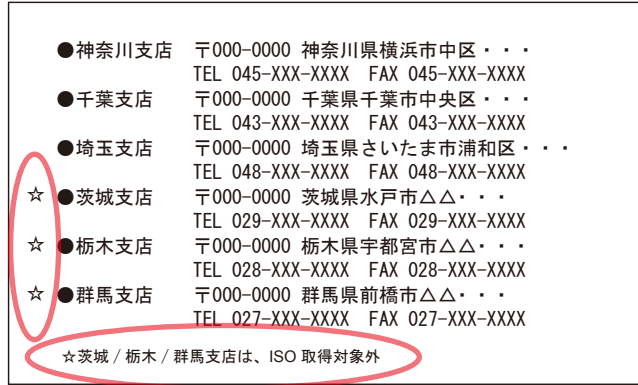 ●神奈川支店 〒000-0000 神奈川県横浜市中区・・・
TEL 045-XXX-XXXX FAX 045-XXX-XXXX
●千葉支店 〒000-0000 千葉県千葉市中央区・・・
TEL 043-XXX-XXXX FAX 043-XXX-XXXX
●埼玉支店 〒000-0000 埼玉県さいたま市浦和区・・・
TEL 048-XXX-XXXX FAX 048-XXX-XXXX
☆ ●茨城支店 〒000-0000 茨城県水戸市△△・・・
TEL 029-XXX-XXXX FAX 029-XXX-XXXX
☆ ●栃木支店 〒000-0000 栃木県宇都宮市△△・・・
TEL 028-XXX-XXXX FAX 028-XXX-XXXX
☆ ●群馬支店 〒000-0000 群馬県前橋市△△・・・
TEL 027-XXX-XXXX FAX 027-XXX-XXXX
☆茨城 / 栃木 / 群馬支店は、ISO 取得対象外